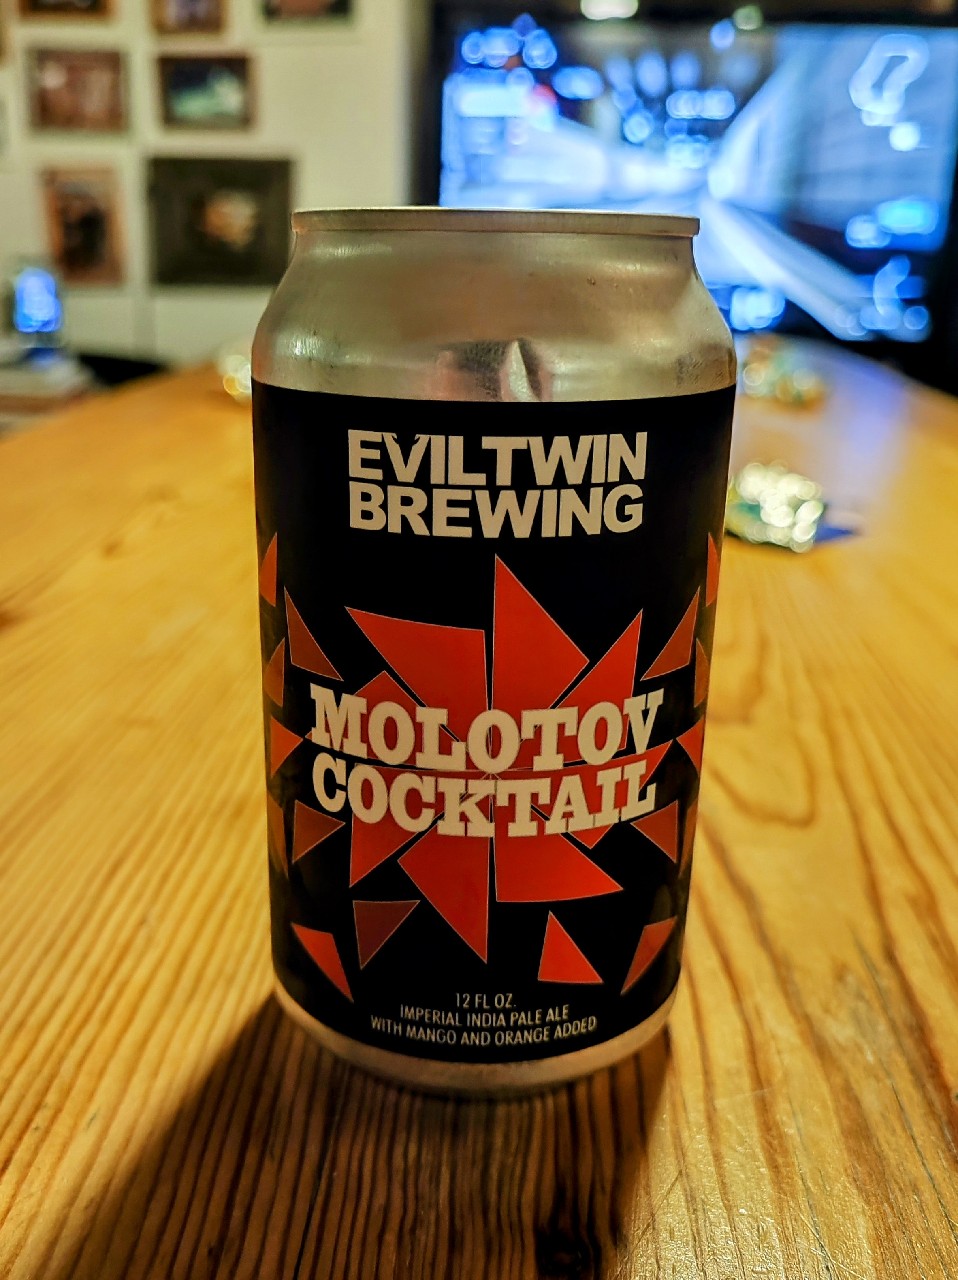 EVILTWIN
BREWING
MOLOTOV
COCKTAIL
12 FL OZ.
IMPERIAL INDIA PALE ALE
WITH MANGO AND ORANGE ADDED